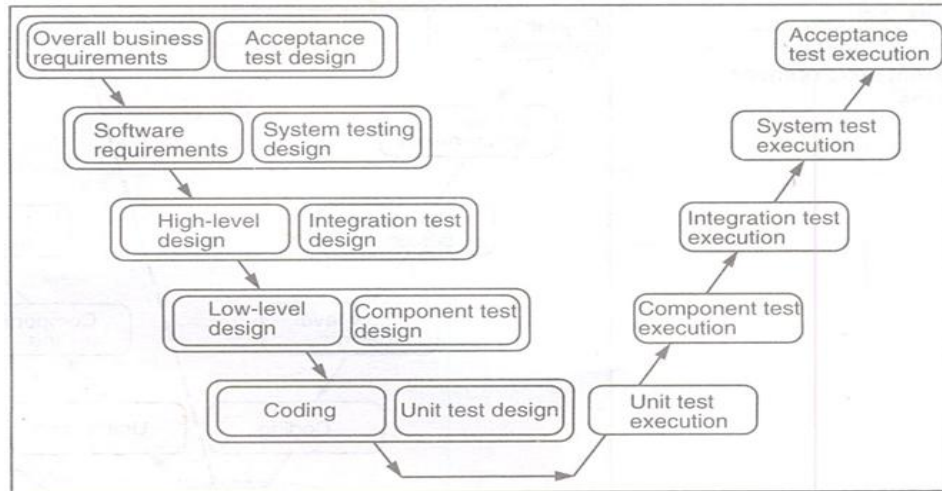 Overall business
requirements
Acceptance
test design
Acceptance
test execution
Software
requirements
System testing
design
System test
execution
High-level
design
Integration test
design
Integration test
execution
Low-level
design
Component test
design
Component test
execution
Coding
Unit test design
Unit test
execution